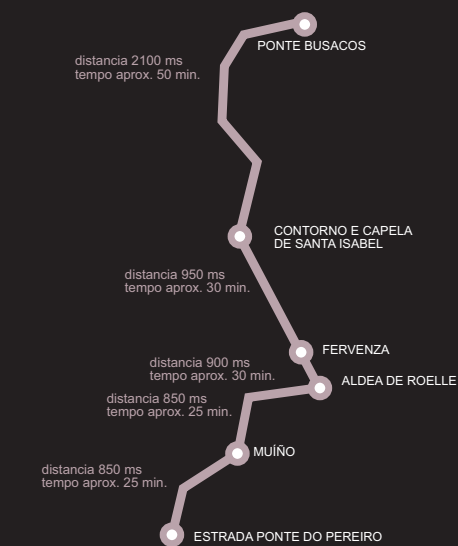 PONTE BUSACOS
distancia 2100 ms
tempo aprox. 50 min.
CONTORNO E CAPELA
DE SANTA ISABEL
distancia 950 ms
tempo aprox. 30 min.
FERVENZA
distancia 900 ms
tempo aprox. 30 min.
ALDEA DE ROELLE
distancia 850 ms
tempo aprox. 25 min.
MUÍÑO
distancia 850 ms
tempo aprox. 25 min.
ESTRADA PONTE DO PEREIRO